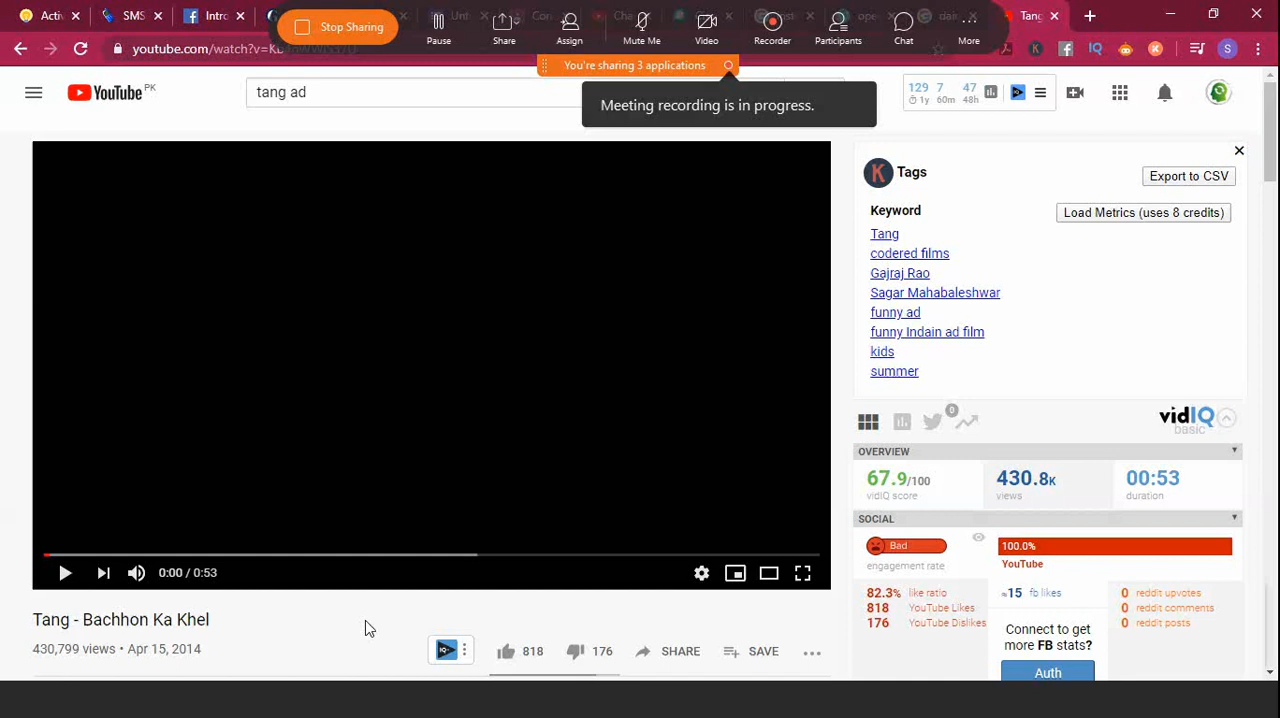 Activ
SMS
Intro
Stop Sharing
Pause
Share
Assign
Mute Me
Video
Recorder
Participants
Chat
More
Tang
youtube.com/watch?v=
You're sharing 3 applications
Meeting recording is in progress.
YouTube PK
tang ad
129 7 47
1y 60m 48h
IQ
S
K Tags
Export to CSV
Keyword
Load Metrics (uses 8 credits)
Tang
codered films
Gajraj Rao
Sagar Mahabaleshwar
funny ad
funny Indain ad film
kids
summer
0
vidIQ
basic
OVERVIEW
67.9/100
vidIQ score
430.8K
views
00:53
duration
SOCIAL
Bad
engagement rate
100.0%
YouTube
82.3% like ratio
818 YouTube Likes
176 YouTube Dislikes
≈15 fb likes
Connect to get
more FB stats?
Auth
0 reddit upvotes
0 reddit comments
0 reddit posts
0:00 / 0:53
Tang - Bachhon Ka Khel
430,799 views • Apr 15, 2014
818
176
SHARE
SAVE